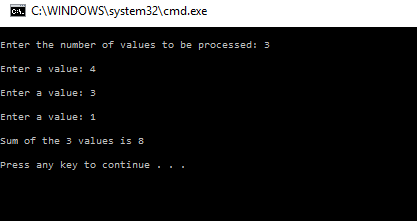 C:\WINDOWS\system32\cmd.exe
Enter the number of values to be processed: 3
Enter a value: 4
Enter a value: 3
Enter a value: 1
Sum of the 3 values is 8
Press any key to continue . . .